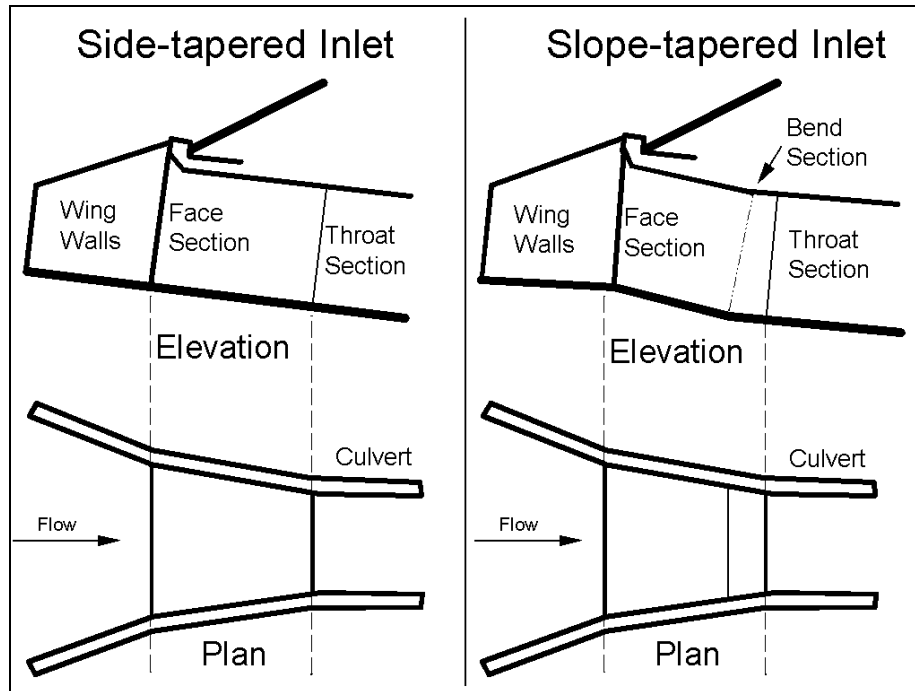 Side-tapered Inlet
Wing
Walls
Face
Section
Throat
Section
Elevation
Culvert
Flow
Plan
Slope-tapered Inlet
Bend
Section
Wing
Walls
Face
Section
Throat
Section
Elevation
Culvert
Flow
Plan